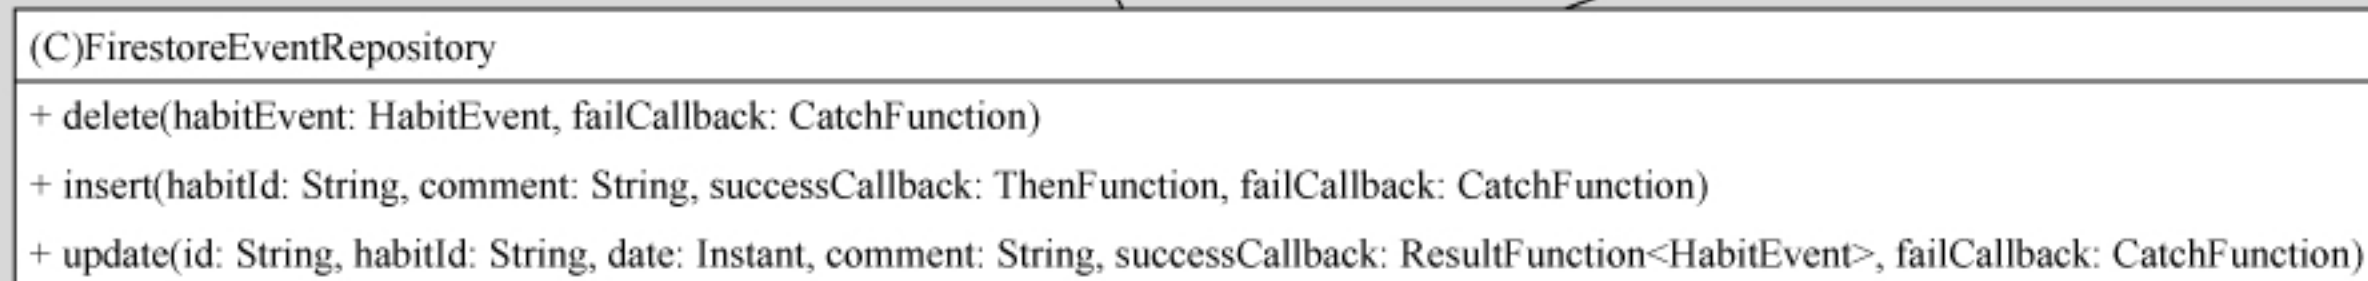 (C)FirestoreEventRepository
+ delete(habitEvent: HabitEvent, failCallback: CatchFunction)
+ insert(habitId: String, comment: String, successCallback: ThenFunction, failCallback: CatchFunction)
+ update(id: String, habitId: String, date: Instant, comment: String, successCallback: ResultFunction<HabitEvent>, failCallback: CatchFunction)